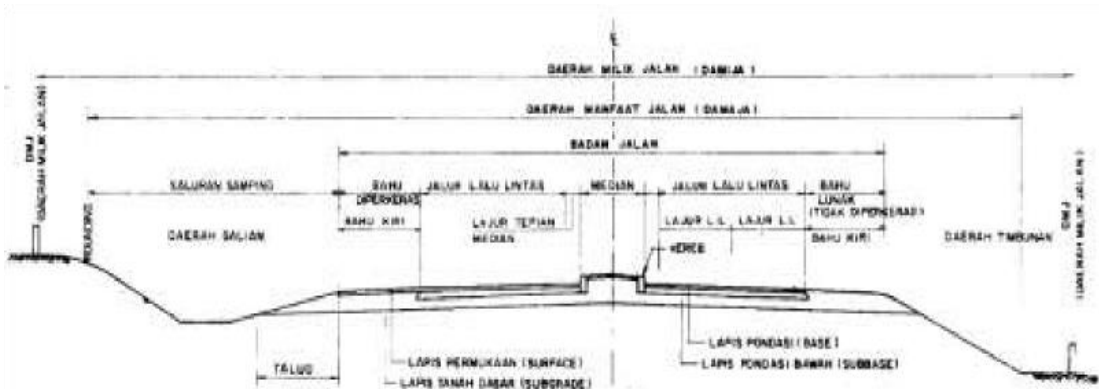 ℄
DAERAH MILIK JALAN (DAMIJA)
DAERAH MANFAAT JALAN (DAMAJA)
BADAN JALAN
DMJ
(DAERAH MILIK JALAN)
ROUNDING
SALURAN SAMPING
BAHU
DIPERKERAS
JALUR LALU LINTAS
MEDIAN
JALUR LALU LINTAS
BAHU
LUNAK
(TIDAK DIPERKERAS)
BAHU KIRI
LAJUR TEPIAN
MEDIAN
LAJUR L.L
LAJUR L.L
BAHU KIRI
DAERAH GALIAN
KEREB
DAERAH TIMBUNAN
DMJ
(DAERAH MILIK JALAN)
LAPIS PONDASI (BASE)
LAPIS PERMUKAAN (SURFACE)
LAPIS PONDASI BAWAH (SUBBASE)
TALUD
LAPIS TANAH DASAR (SUBGRADE)